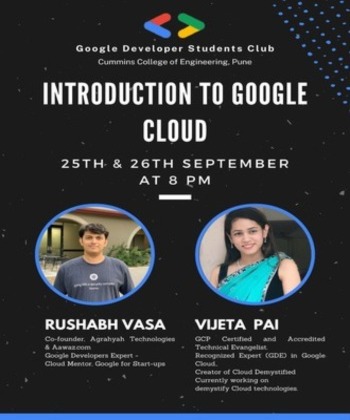 Google Developer Students Club
Cummins College of Engineering, Pune
INTRODUCTION TO GOOGLE
CLOUD
25TH & 26TH SEPTEMBER
AT 8 PM
RUSHABH VASA
Co-founder, Agrahyah Technologies
& Aawaz.com
Google Developers Expert -
Cloud Mentor, Google for Start-ups
VIJETA PAI
GCP Certified and Accredited
Technical Evangelist.
Recognized Expert (GDE) in Google
Cloud.
Creator of Cloud Demystified
Currently working on
demystify Cloud technologies.